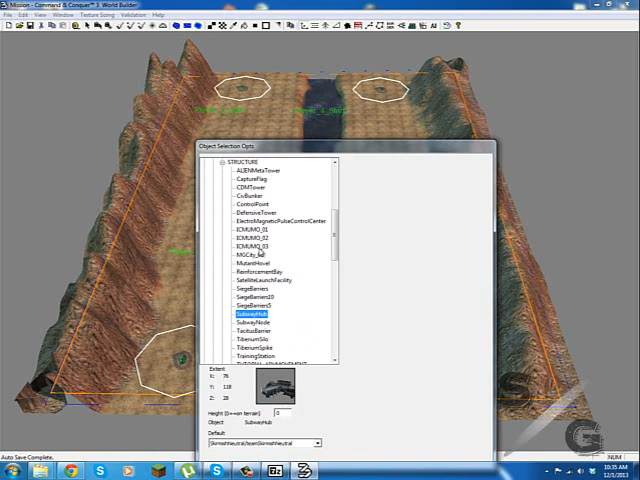 Mission - Command & Conquer™ 3 World Builder
Edit View Window Texture Sizing Validation Help
Player_4_Start
Object Selection Opts
STRUCTURE
ALIENMetaTower
CaptureFlag
CDMTower
CivBunker
ControlPoint
DefensiveTower
ElectroMagneticPulseControlCenter
ICMUMO_01
ICMUMO_02
ICMUMO_03
MutantHovel
ReinforcementBay
SatelliteLaunchFacility
SiegeBarriers
SiegeBarriers10
SiegeBarriers5
SubwayHub
SubwayNode
TacitusBarrier
TiberiumSilo
TiberiumSpike
TrainingStation
Extent
X: 76
Y: 118
Z: 28
Height (0==on terrain) 0
Object SubwayHub
Default
SkirmishNeutral/teamSkirmishNeutral
Auto Save Complete.
NUM
G
10:35 AM
12/1/2013